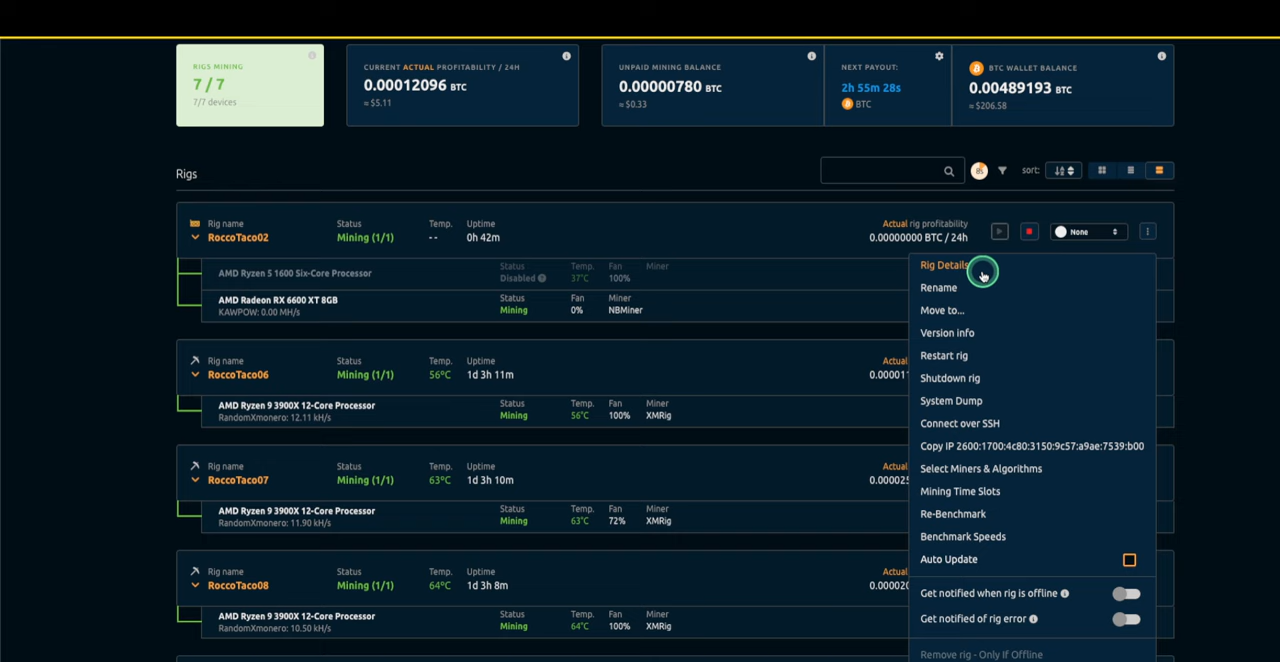 RIGS MINING
7 / 7
7/7 devices
CURRENT ACTUAL PROFITABILITY / 24H
0.00012096 BTC
≈ $5.11
UNPAID MINING BALANCE
0.00000780 BTC
≈ $0.33
NEXT PAYOUT:
2h 55m 28s
BTC
BTC WALLET BALANCE
0.00489193 BTC
≈ $206.58
Rigs
sort:
Rig name Status Temp. Uptime Actual rig profitability
RoccoTaco02 Mining (1/1) -- 0h 42m 0.00000000 BTC / 24h None
AMD Ryzen 5 1600 Six-Core Processor
Status Temp. Fan Miner
Disabled 37°C 100%
AMD Radeon RX 6600 XT 8GB
KAWPOW: 0.00 MH/s
Status Fan Miner
Mining 0% NBMiner
Rig name Status Temp. Uptime Actual
RoccoTaco06 Mining (1/1) 56°C 1d 3h 11m 0.00001
AMD Ryzen 9 3900X 12-Core Processor
RandomXmonero: 12.11 kH/s
Status Temp. Fan Miner
Mining 56°C 100% XMRig
Rig name Status Temp. Uptime Actual
RoccoTaco07 Mining (1/1) 63°C 1d 3h 10m 0.00002
AMD Ryzen 9 3900X 12-Core Processor
RandomXmonero: 11.90 kH/s
Status Temp. Fan Miner
Mining 63°C 72% XMRig
Rig name Status Temp. Uptime Actual
RoccoTaco08 Mining (1/1) 64°C 1d 3h 8m 0.00002
AMD Ryzen 9 3900X 12-Core Processor
RandomXmonero: 10.50 kH/s
Status Temp. Fan Miner
Mining 64°C 100% XMRig
Rig Details
Rename
Move to...
Version info
Restart rig
Shutdown rig
System Dump
Connect over SSH
Copy IP 2600:1700:4c80:3150:9c57:a9ae:7539:b00
Select Miners & Algorithms
Mining Time Slots
Re-Benchmark
Benchmark Speeds
Auto Update
Get notified when rig is offline
Get notified of rig error
Remove rig - Only If Offline